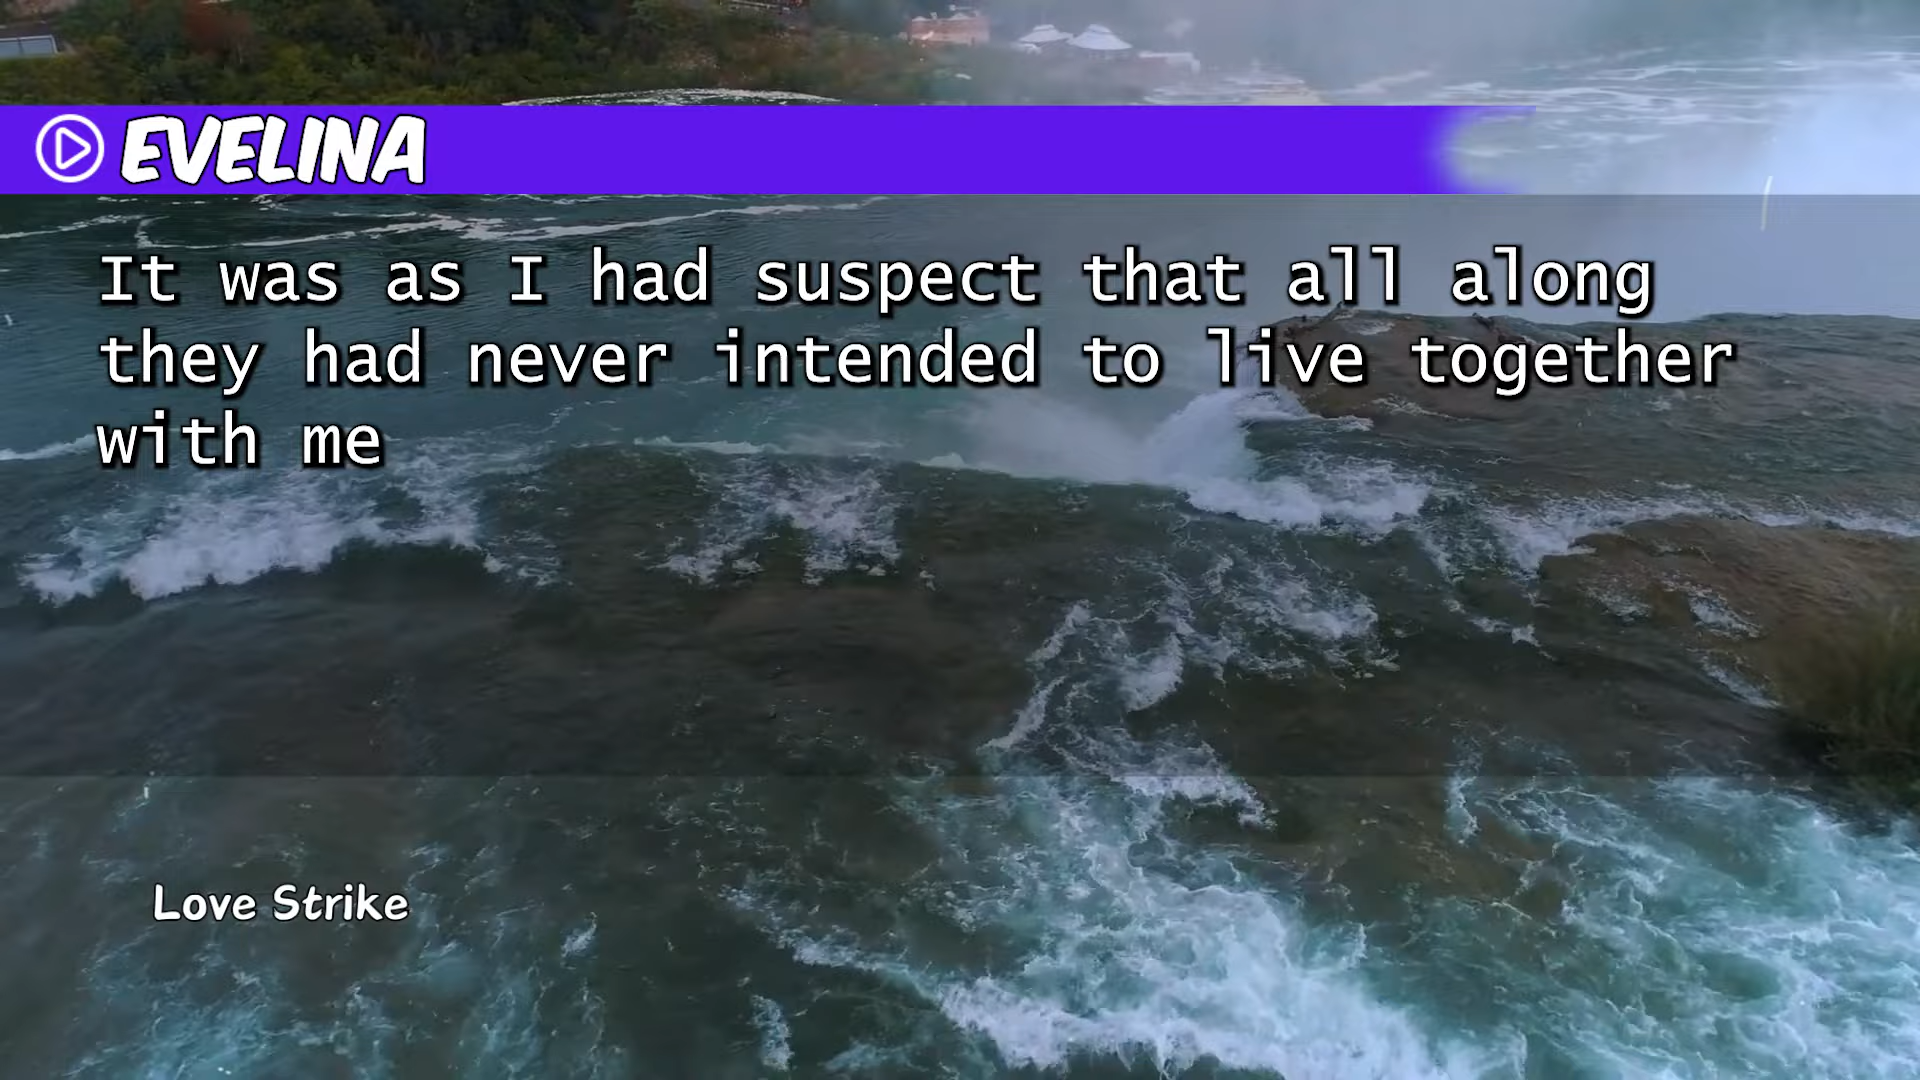 EVELINA
It was as I had suspect that all along
they had never intended to live together
with me
Love Strike